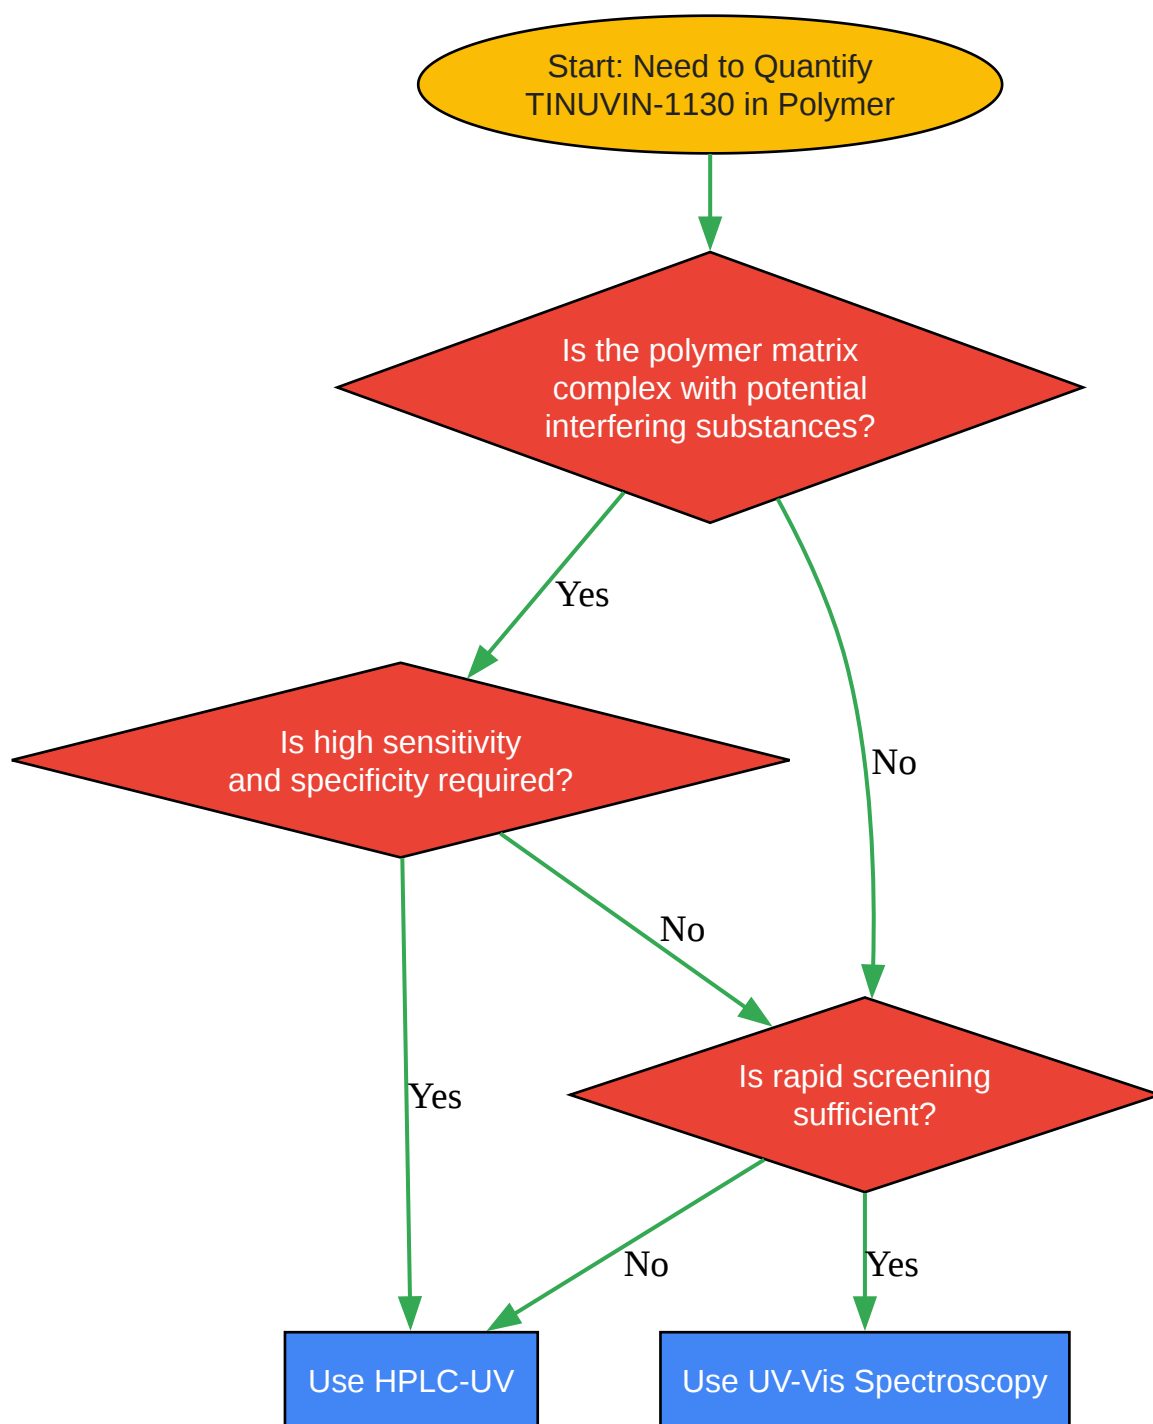 Start: Need to Quantify
TINUVIN-1130 in Polymer
Is the polymer matrix
complex with potential
interfering substances?
Yes
No
Is high sensitivity
and specificity required?
No
Yes
Is rapid screening
sufficient?
No
Yes
Use HPLC-UV
Use UV-Vis Spectroscopy